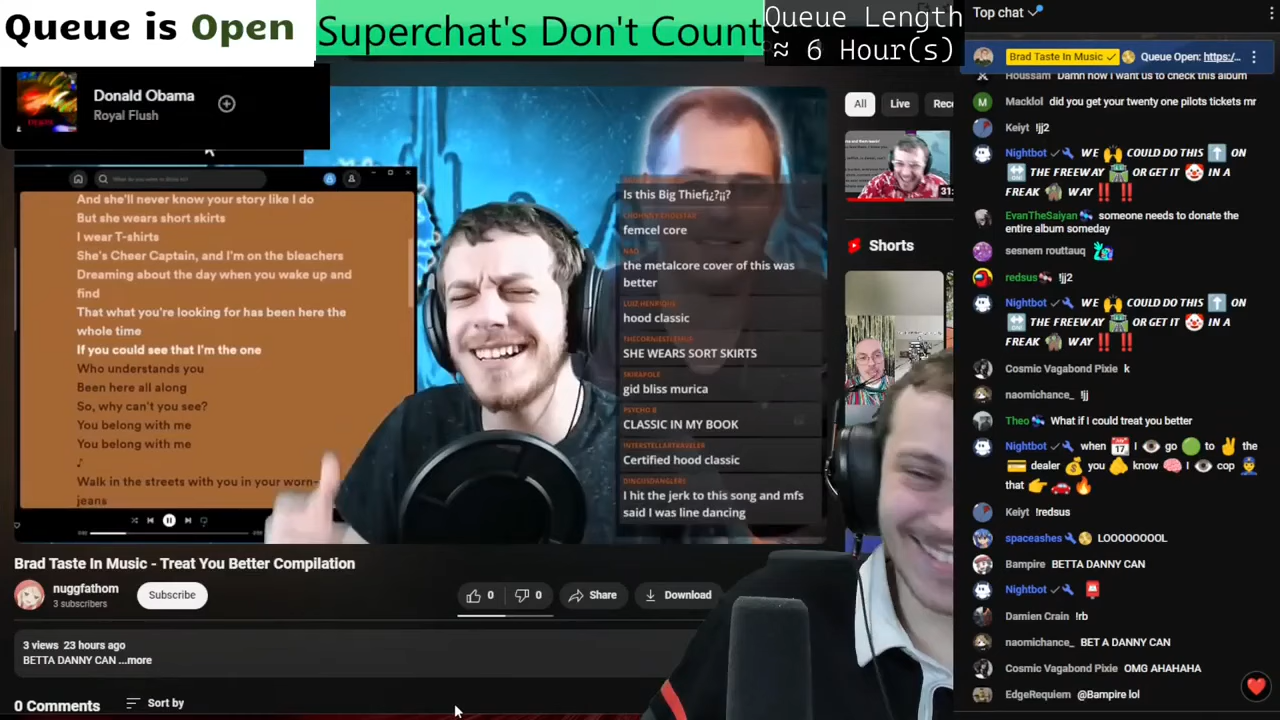 Queue is Open
Superchat's Don't Count
Queue Length
≈ 6 Hour(s)
Donald Obama
Royal Flush
And she'll never know your story like I do
But she wears short skirts
I wear T-shirts
She's Cheer Captain, and I'm on the bleachers
Dreaming about the day when you wake up and
find
That what you're looking for has been here the
whole time
If you could see that I'm the one
Who understands you
Been here all along
So, why can't you see?
You belong with me
You belong with me
♪
Walk in the streets with you in your worn-
jeans
Is this Big Thief¿¿?¡¡?
femcel core
NAO
the metalcore cover of this was
better
LUIZ HENRIQUE
hood classic
SHE WEARS SORT SKIRTS
SKIRAPOLE
gid bliss murica
PSYCHO B
CLASSIC IN MY BOOK
INTERSTELLARTRAVELER
Certified hood classic
DINGUSDANGLERS
I hit the jerk to this song and mfs
said I was line dancing
All
Live
Rece
31:
Shorts
Brad Taste In Music - Treat You Better Compilation
nuggfathom
3 subscribers
Subscribe
0
0
Share
Download
3 views 23 hours ago
BETTA DANNY CAN ...more
0 Comments
Sort by
Top chat
Brad Taste In Music Queue Open: https:/...
Houssam Damn now I want us to check this album
M
Macklol did you get your twenty one pilots tickets mr
Keiyt !jj2
Nightbot WE 🙌 COULD DO THIS ⬆️ ON
🔛 THE FREEWAY 🛣️ OR GET IT 🤡 IN A
FREAK WAY ‼️ ‼️
EvanTheSaiyan someone needs to donate the
entire album someday
sesnem routtauq
redsus !jj2
Nightbot WE 🙌 COULD DO THIS ⬆️ ON
🔛 THE FREEWAY 🛣️ OR GET IT 🤡 IN A
FREAK WAY ‼️ ‼️
Cosmic Vagabond Pixie k
naomichance_ !jj
Theo What if I could treat you better
Nightbot when 📅 I 👁️ go 🟢 to ✌️ the
💳 dealer 💰 you 🫵 know 🧠 I 👁️ cop 👮
that 👉 🚗 🔥
Keiyt !redsus
spaceashes LOOOOOOOOL
Bampire BETTA DANNY CAN
Nightbot 📮
Damien Crain !rb
naomichance_ BET A DANNY CAN
Cosmic Vagabond Pixie OMG AHAHAHA
EdgeRequiem @Bampire lol